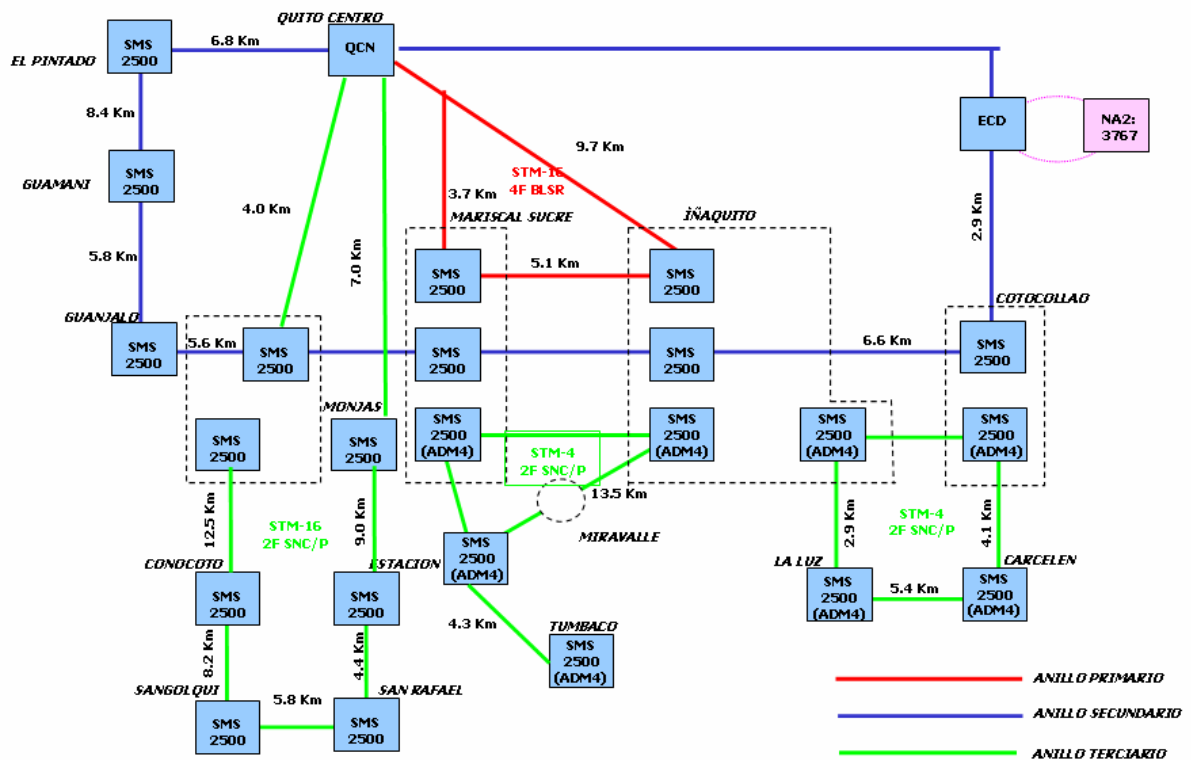 QUITO CENTRO
SMS
2500
6.8 Km
QCN
EL PINTADO
8.4 Km
ECD
NA2:
3767
9.7 Km
STM-16
4F BLSR
GUAMANI
SMS
2500
4.0 Km
3.7 Km
2.9 Km
MARISCAL SUCRE
IÑAQUITO
5.8 Km
7.0 Km
SMS
2500
5.1 Km
SMS
2500
COTOCOLLAO
GUANJALO
SMS
2500
5.6 Km
SMS
2500
SMS
2500
SMS
2500
6.6 Km
SMS
2500
MONJAS
SMS
2500
SMS
2500
SMS
2500
(ADM4)
STM-4
2F SNC/P
SMS
2500
(ADM4)
SMS
2500
(ADM4)
SMS
2500
(ADM4)
13.5 Km
12.5 Km
STM-16
2F SNC/P
9.0 Km
MIRAVALLE
2.9 Km
STM-4
2F SNC/P
4.1 Km
CONOCOTO
ESTACION
SMS
2500
(ADM4)
LA LUZ
CARCELEN
SMS
2500
SMS
2500
SMS
2500
(ADM4)
5.4 Km
SMS
2500
(ADM4)
4.3 Km
TUMBACO
SMS
2500
(ADM4)
8.2 Km
4.4 Km
SANGOLQUI
5.8 Km
SAN RAFAEL
SMS
2500
SMS
2500
ANILLO PRIMARIO
ANILLO SECUNDARIO
ANILLO TERCIARIO